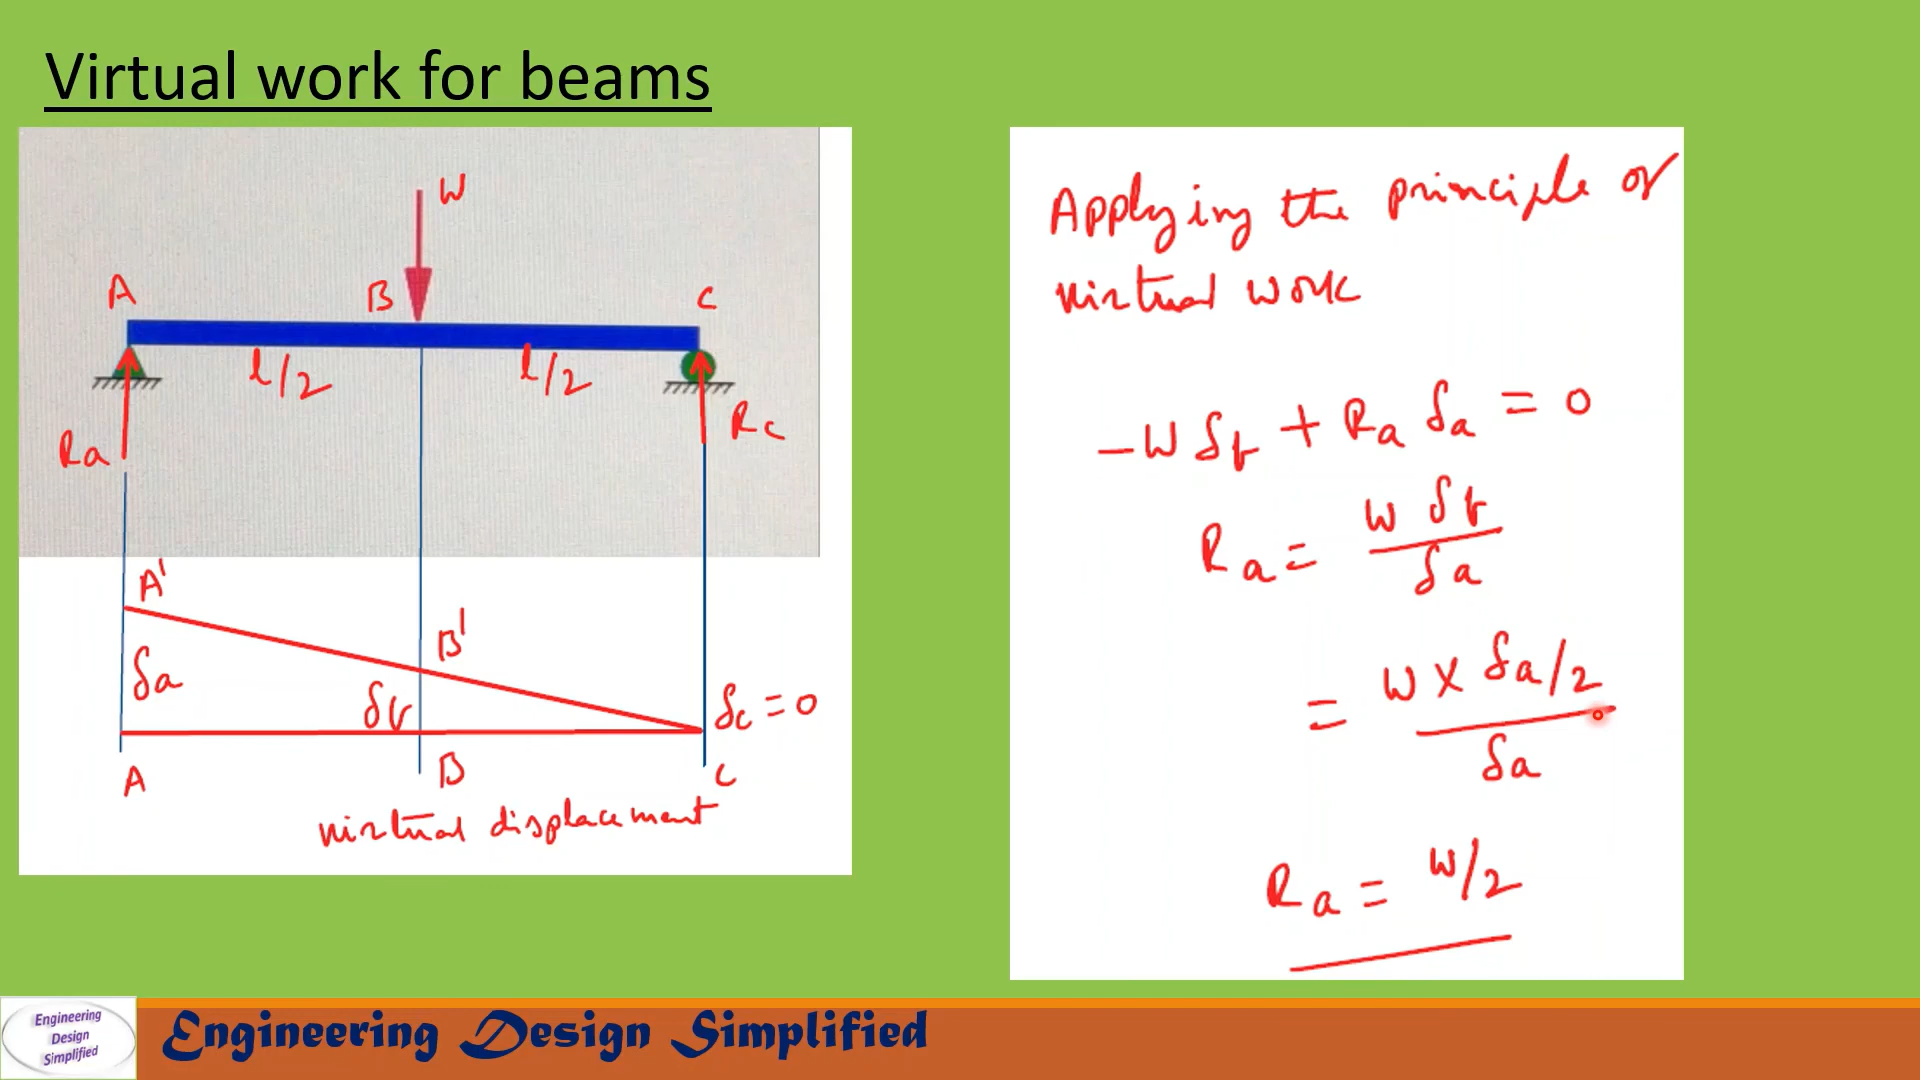 Virtual work for beams
W
A
B
C
l/2
l/2
Ra
Rc
A'
B'
δa
δb
δc = 0
A
B
C
virtual displacement
Applying the principle of
virtual work
-W δb + Ra δa = 0
Ra = W δb / δa
= W x δa/2 / δa
Ra = W/2
Engineering
Design
Simplified
Engineering Design Simplified